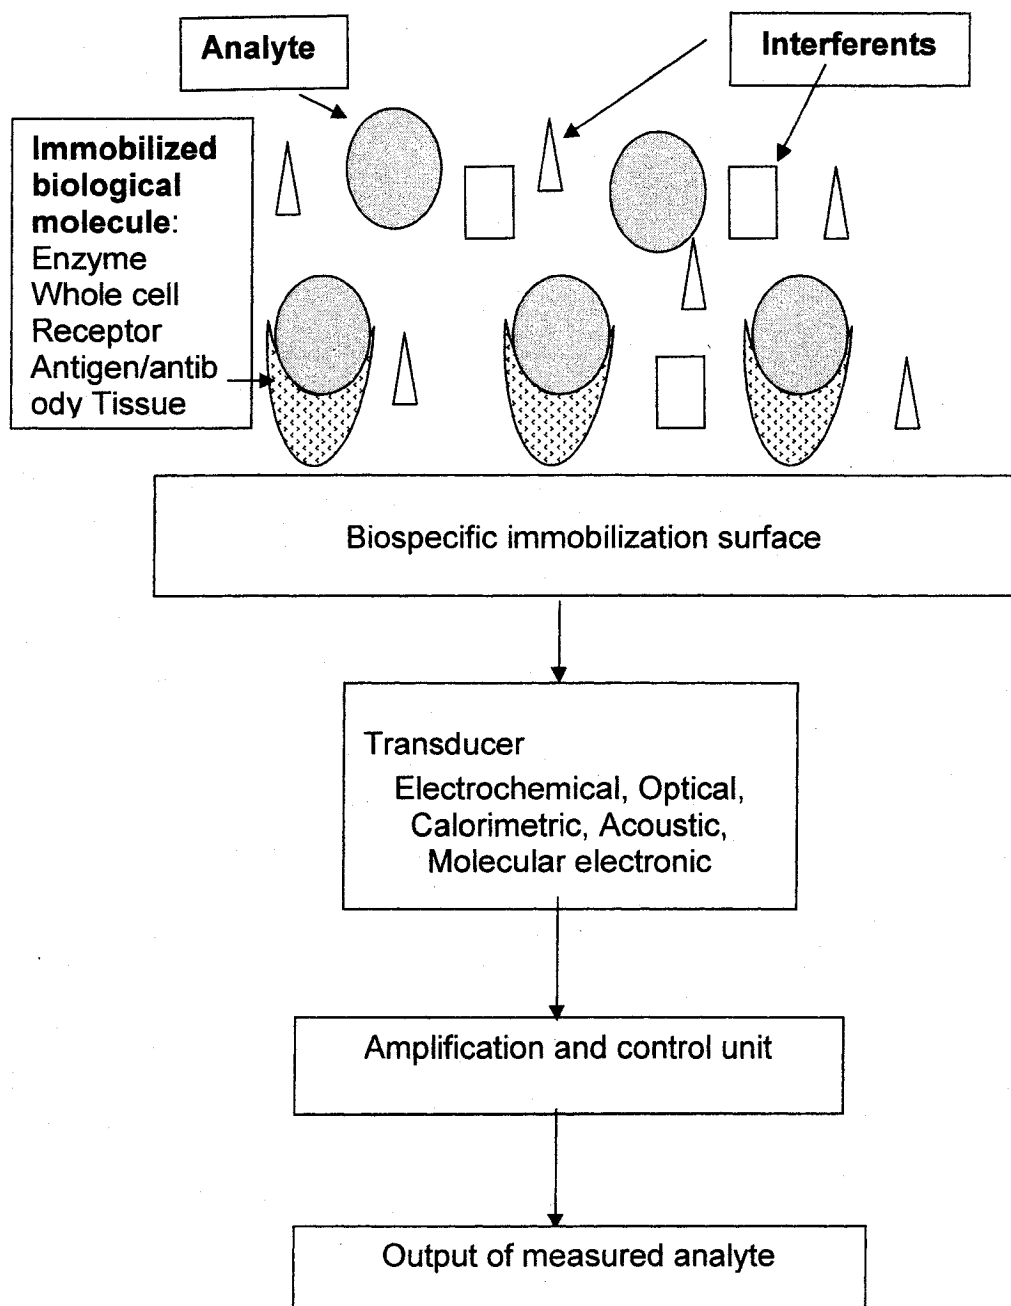 Analyte
Interferents
Immobilized
biological
molecule:
Enzyme
Whole cell
Receptor
Antigen/antib
ody Tissue
Biospecific immobilization surface
Transducer
Electrochemical, Optical,
Calorimetric, Acoustic,
Molecular electronic
Amplification and control unit
Output of measured analyte